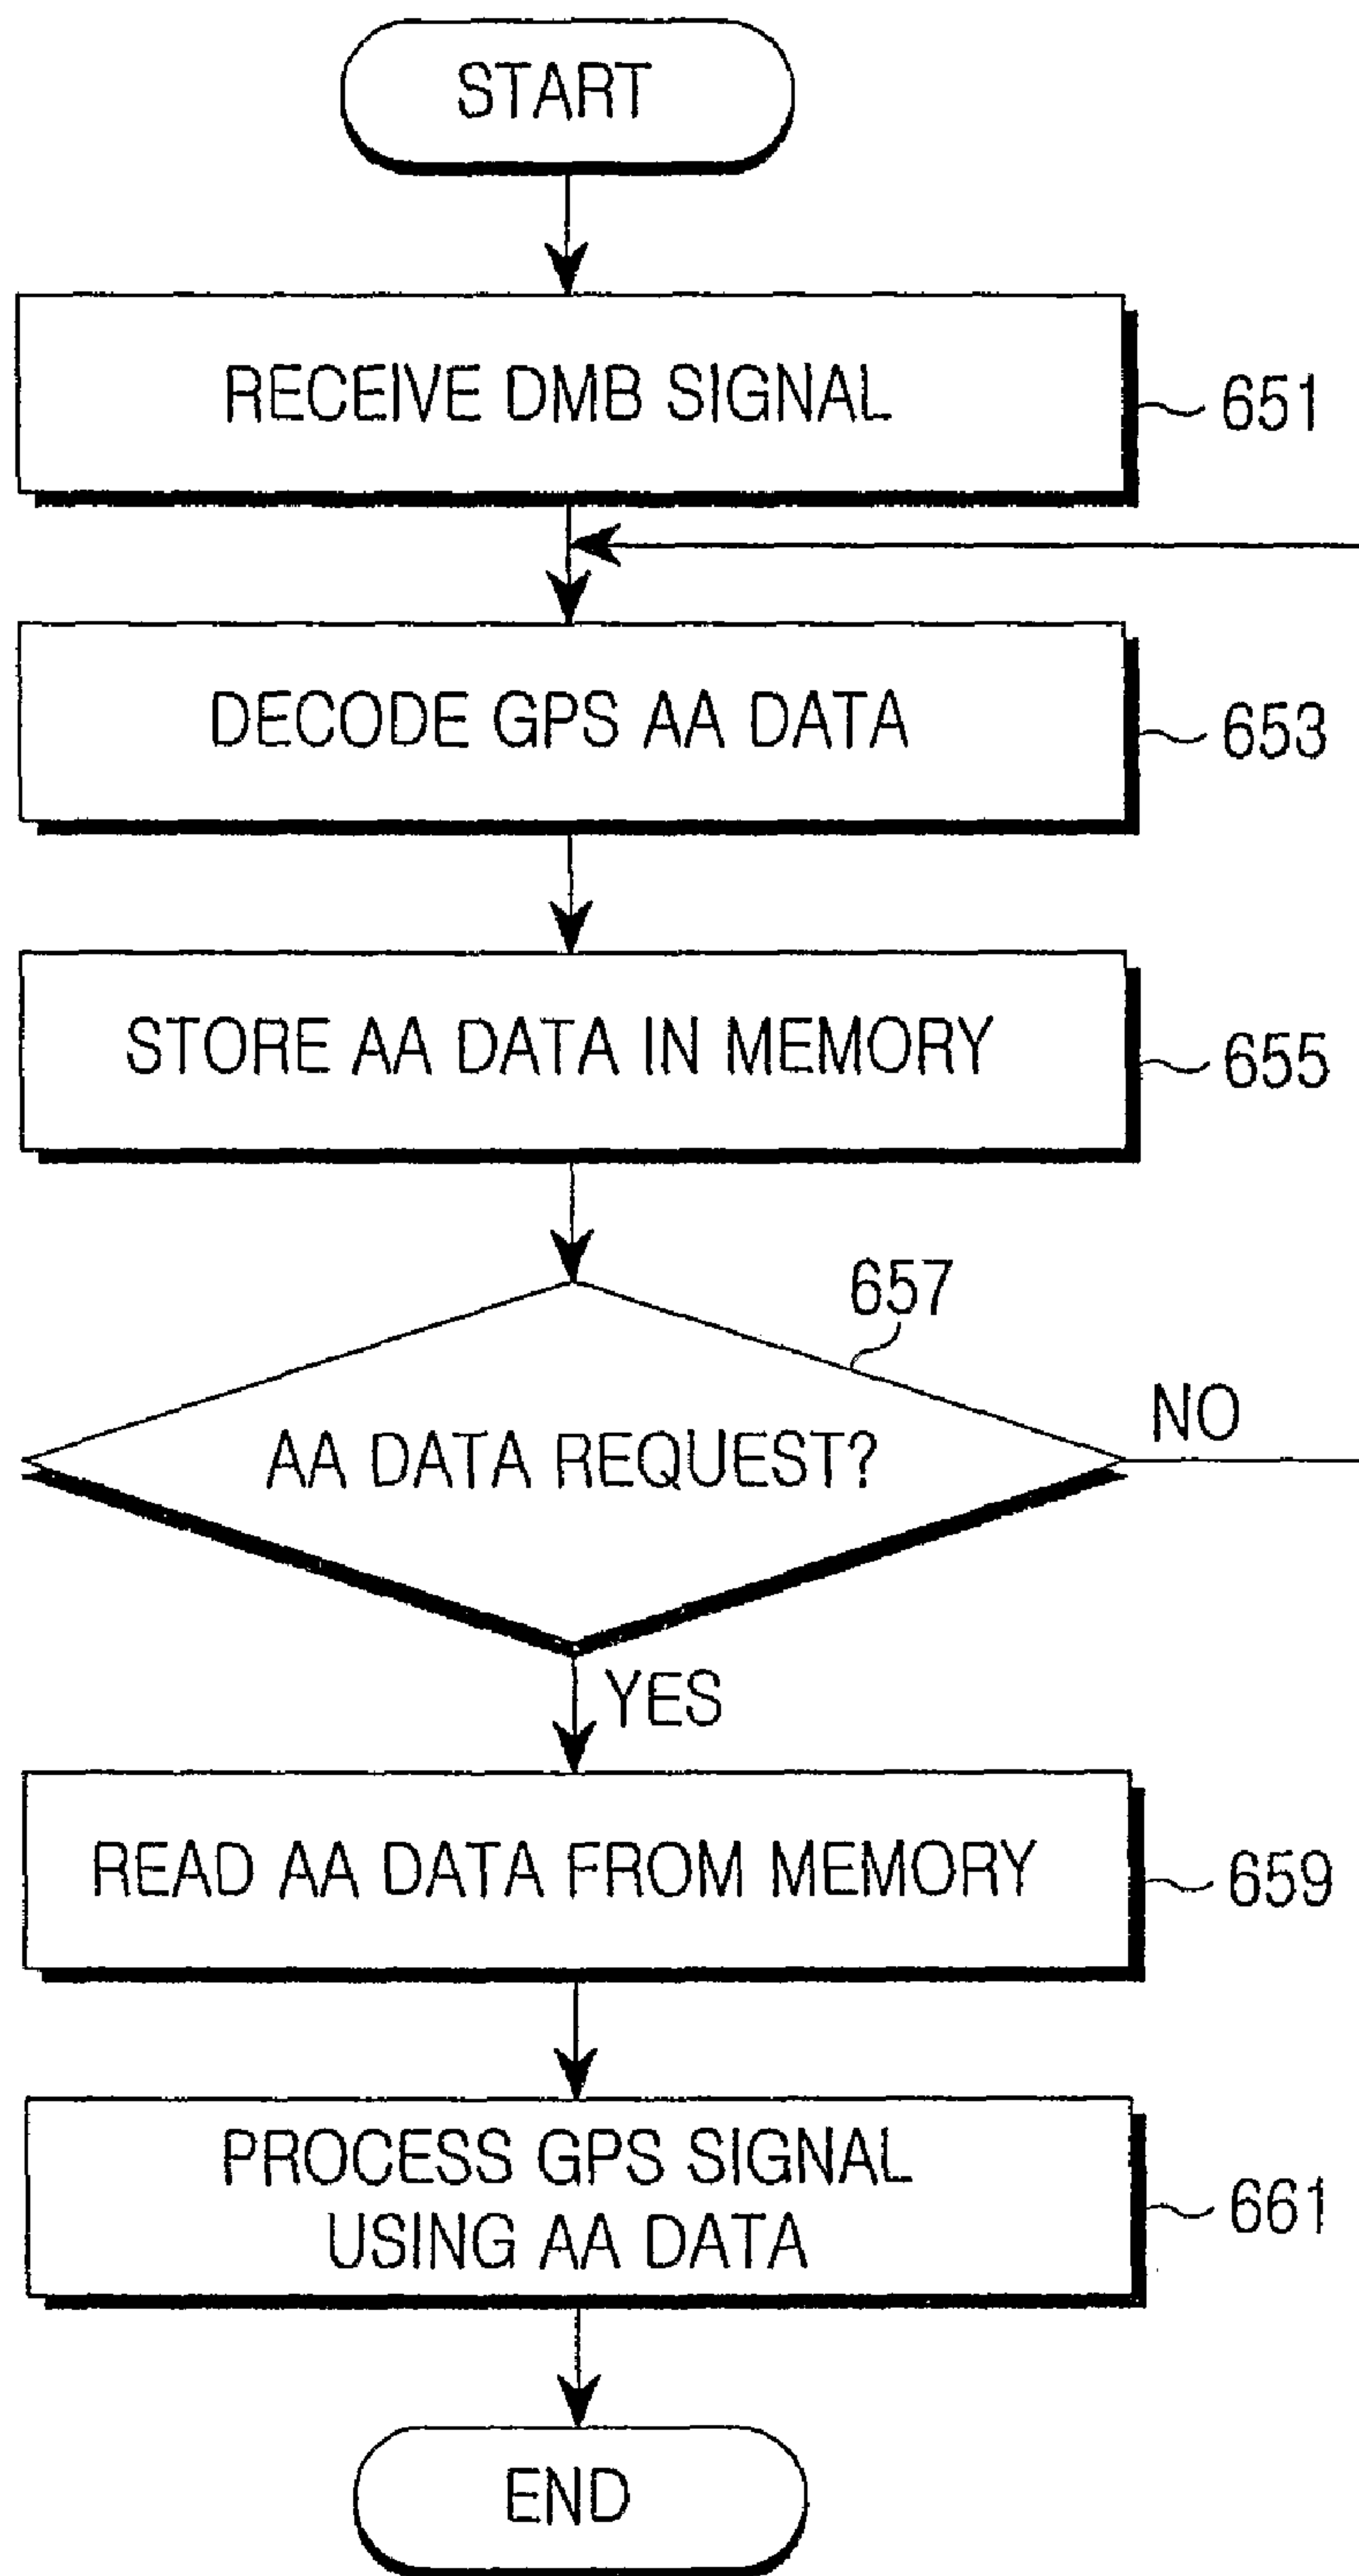 START
RECEIVE DMB SIGNAL
651
DECODE GPS AA DATA
653
STORE AA DATA IN MEMORY
655
657
AA DATA REQUEST?
NO
YES
READ AA DATA FROM MEMORY
659
PROCESS GPS SIGNAL
USING AA DATA
661
END